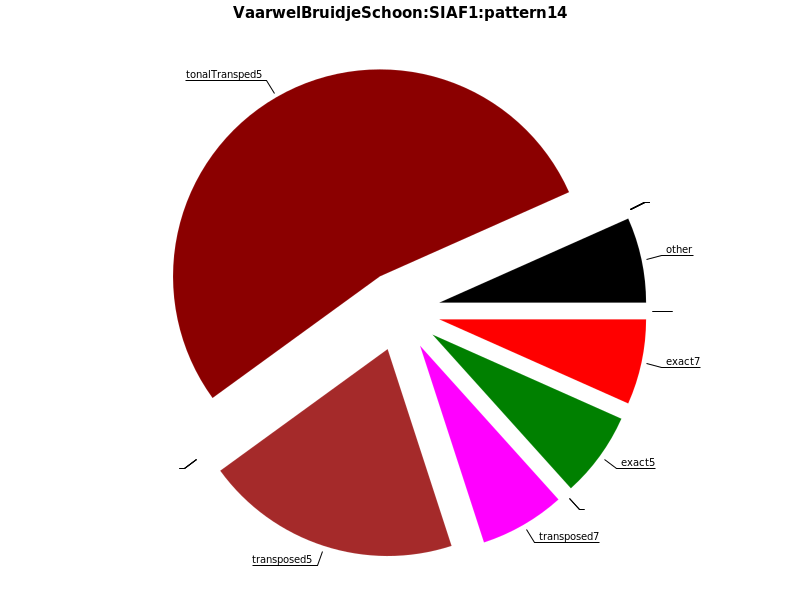 VaarwelBruidjeSchoon:SIAF1:pattern14
tonalTransped5
other
exact7
exact5
transposed7
transposed5